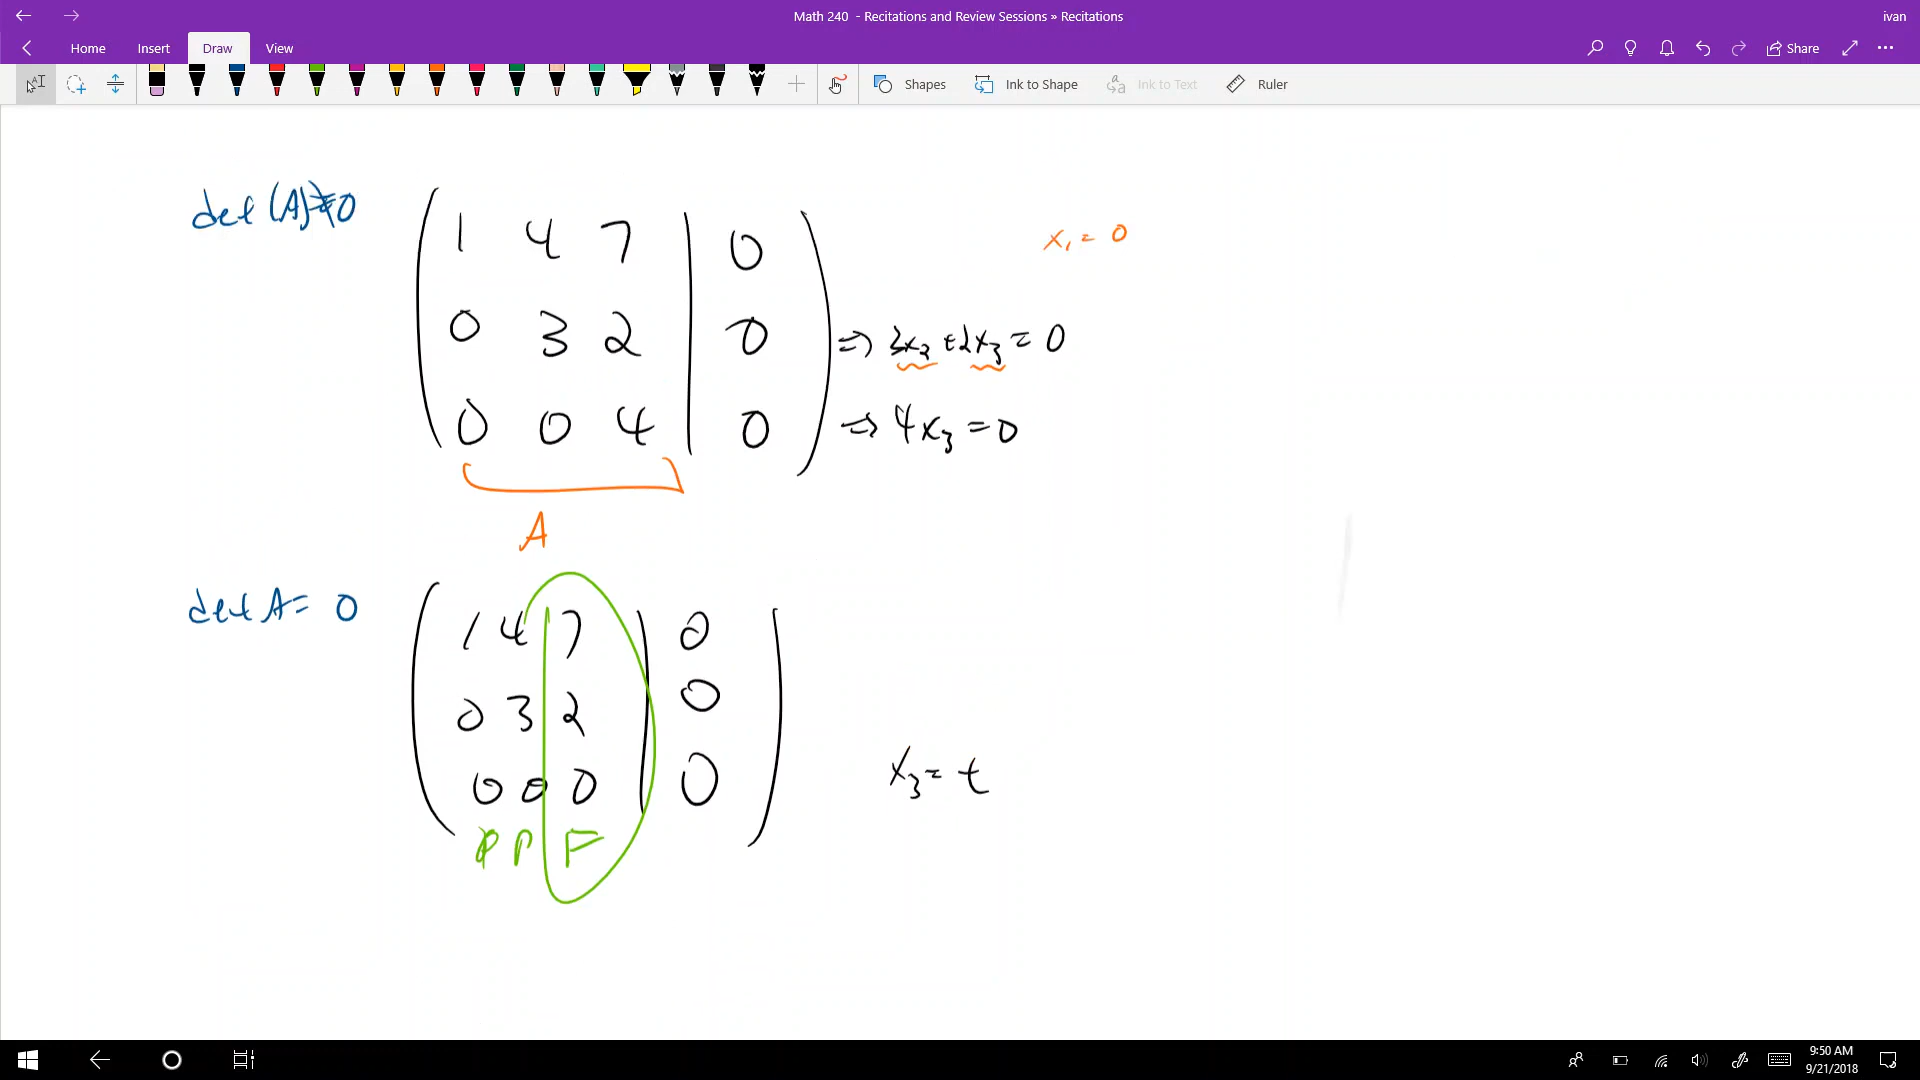 Math 240 - Recitations and Review Sessions » Recitations
ivan
Home Insert Draw View
Share
Shapes Ink to Shape Ink to Text Ruler
det (A) ≠ 0
1 4 7 | 0
x₁ = 0
0 3 2 | 0 => 3x₂ + 2x₃ = 0
0 0 4 | 0 => 4x₃ = 0
A
det A = 0
1 4 7 | 0
0 3 2 | 0
0 0 0 | 0
x₃ = t
P P F
9:50 AM
9/21/2018